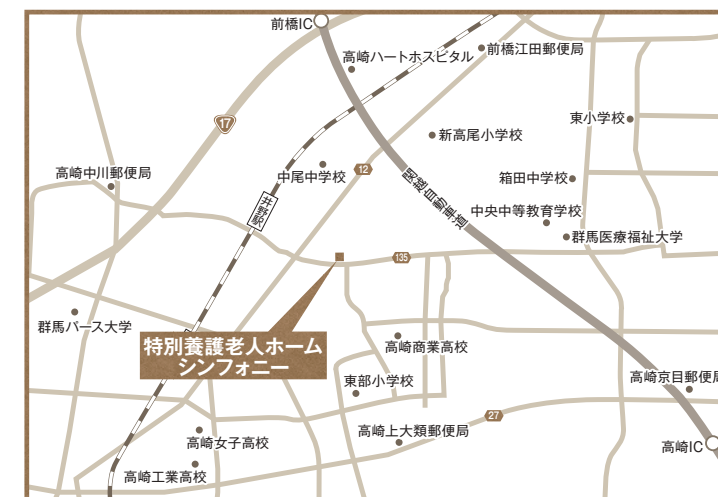 前橋IC
高崎ハートホスピタル
前橋江田郵便局
17
東小学校
新高尾小学校
高崎中川郵便局
中尾中学校
12
関越自動車道
箱田中学校
井野駅
中央中等教育学校
群馬医療福祉大学
135
群馬パース大学
特別養護老人ホーム
シンフォニー
高崎商業高校
東部小学校
高崎京目郵便局
27
高崎女子高校
高崎上大類郵便局
高崎IC
高崎工業高校